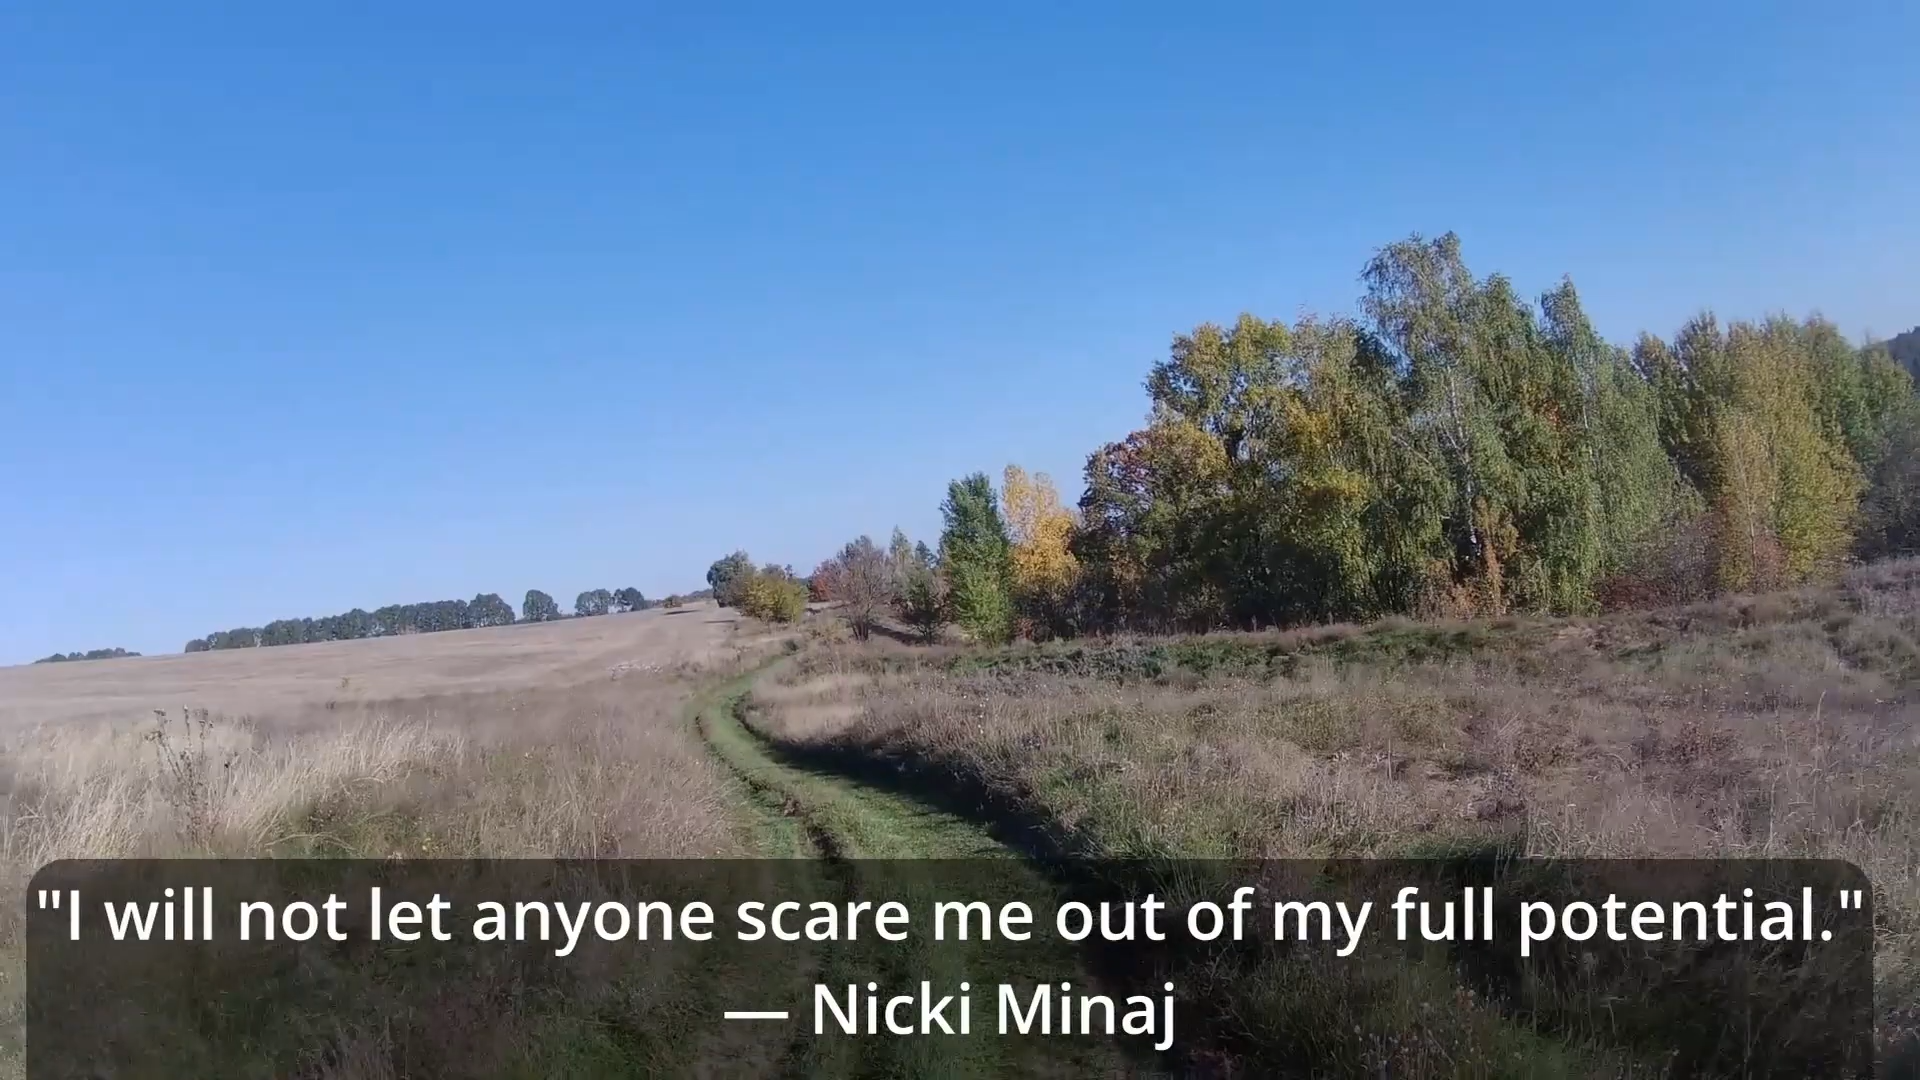 "I will not let anyone scare me out of my full potential."
— Nicki Minaj